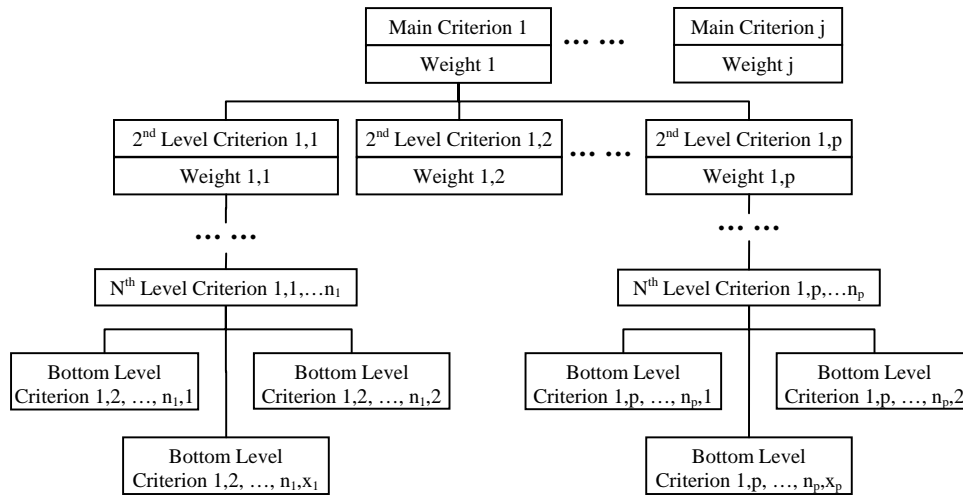 Main Criterion 1
Weight 1
... ...
Main Criterion j
Weight j
2nd Level Criterion 1,1
Weight 1,1
2nd Level Criterion 1,2
Weight 1,2
... ...
2nd Level Criterion 1,p
Weight 1,p
... ...
... ...
Nth Level Criterion 1,1,…n1
Nth Level Criterion 1,p,…np
Bottom Level
Criterion 1,2, …, n1,1
Bottom Level
Criterion 1,2, …, n1,2
Bottom Level
Criterion 1,p, …, np,1
Bottom Level
Criterion 1,p, …, np,2
Bottom Level
Criterion 1,2, …, n1,x1
Bottom Level
Criterion 1,p, …, np,xp